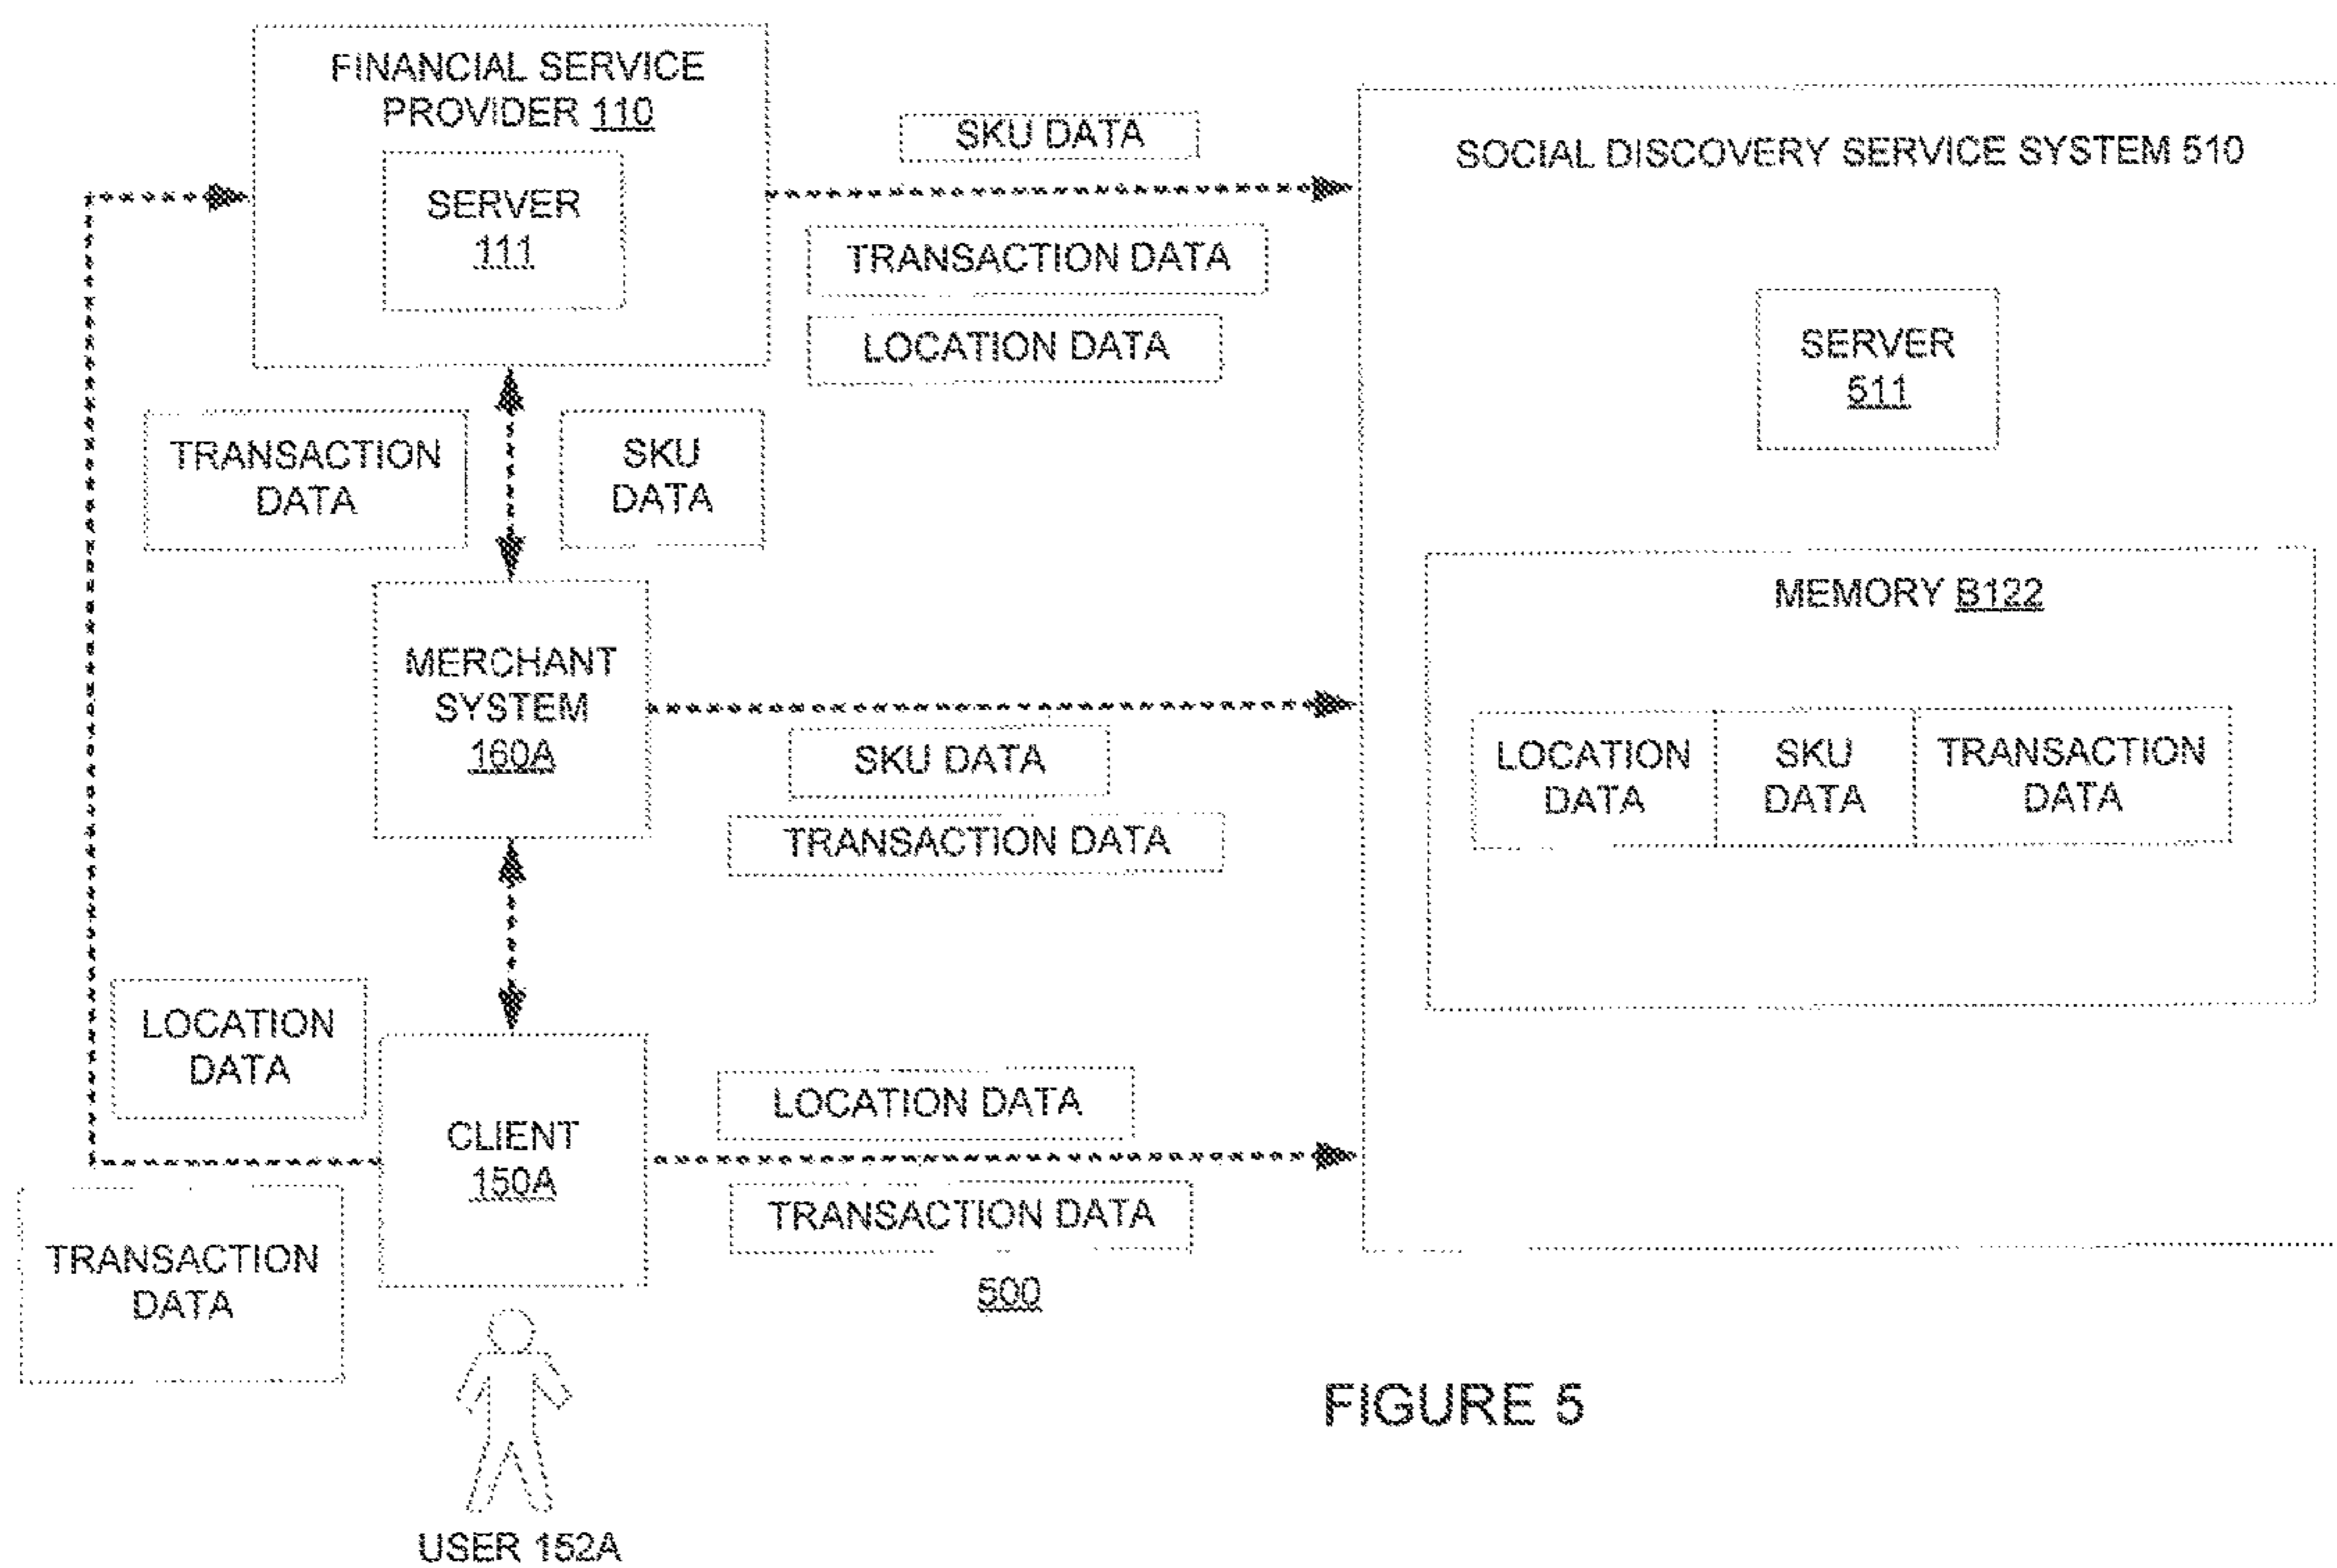 FINANCIAL SERVICE
PROVIDER 110
SERVER
111
SKU DATA
TRANSACTION DATA
LOCATION DATA
SOCIAL DISCOVERY SERVICE SYSTEM 510
SERVER
511
TRANSACTION
DATA
SKU
DATA
MEMORY B122
MERCHANT
SYSTEM
160A
SKU DATA
TRANSACTION DATA
LOCATION
DATA
SKU
DATA
TRANSACTION
DATA
LOCATION
DATA
CLIENT
150A
LOCATION DATA
TRANSACTION DATA
TRANSACTION
DATA
500
USER 152A
FIGURE 5